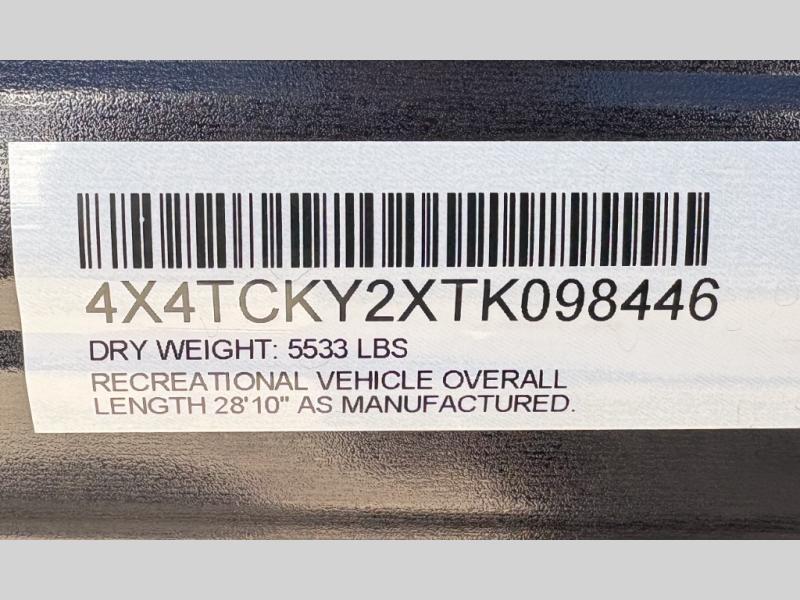 4X4TCKY2XTK098446
DRY WEIGHT: 5533 LBS
RECREATIONAL VEHICLE OVERALL
LENGTH 28'10" AS MANUFACTURED.